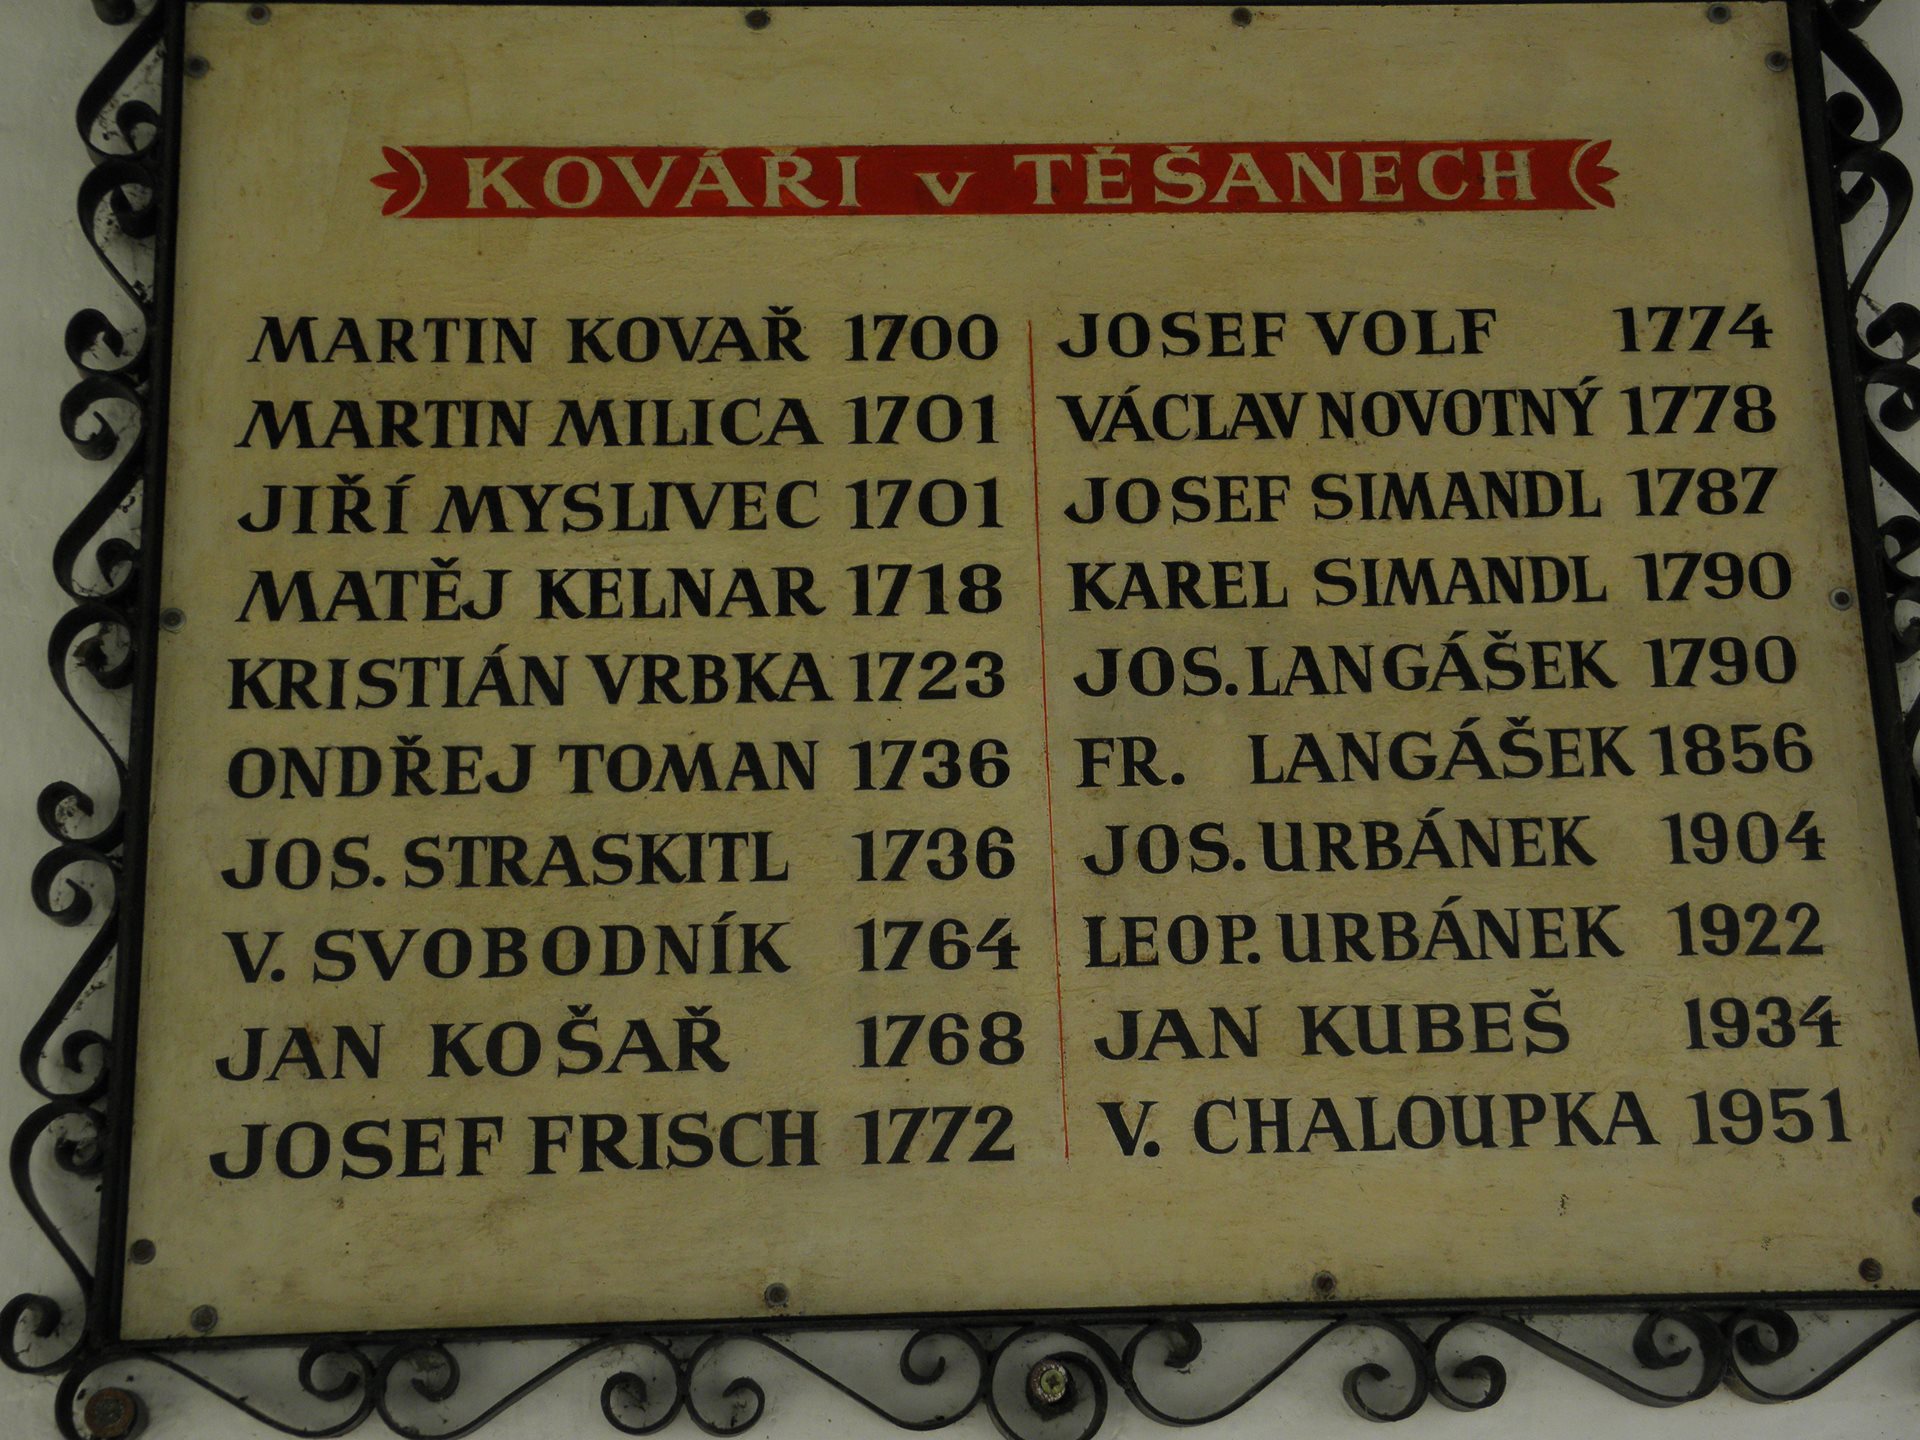 KOVÁŘI v TĚŠANECH
MARTIN KOVAŘ 1700
MARTIN MILICA 1701
JIŘÍ MYSLIVEC 1701
MATĚJ KELNAR 1718
KRISTIÁN VRBKA 1723
ONDŘEJ TOMAN 1736
JOS. STRASKITL 1736
V. SVOBODNÍK 1764
JAN KOŠAŘ 1768
JOSEF FRISCH 1772
JOSEF VOLF 1774
VÁCLAV NOVOTNÝ 1778
JOSEF SIMANDL 1787
KAREL SIMANDL 1790
JOS. LANGÁŠEK 1790
FR. LANGÁŠEK 1856
JOS. URBÁNEK 1904
LEOP. URBÁNEK 1922
JAN KUBEŠ 1934
V. CHALOUPKA 1951